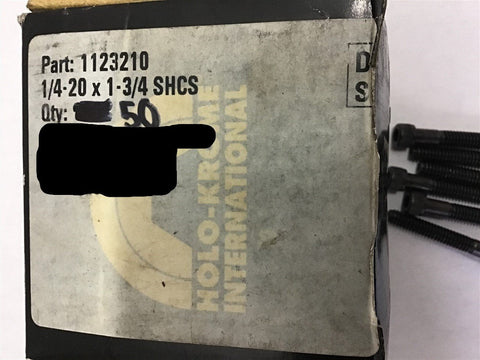 Part: 1123210
1/4-20 x 1-3/4 SHCS
Qty: 50
HOLO-KROME
INTERNATIONAL
D
S